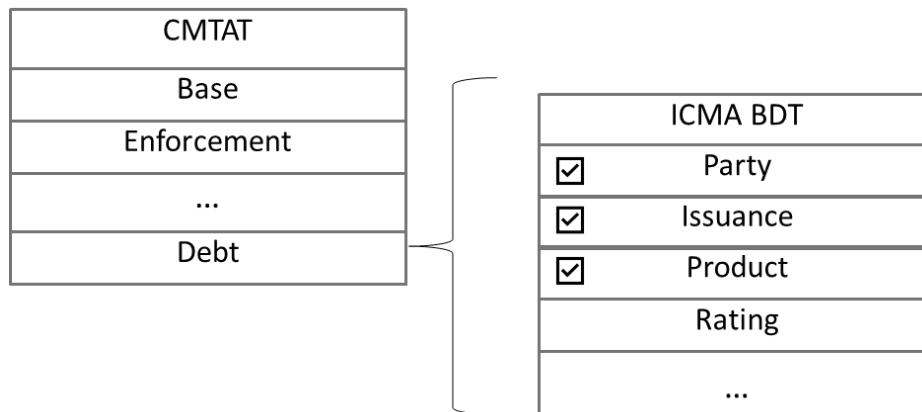 CMTAT
Base
Enforcement
...
Debt
ICMA BDT
Party
Issuance
Product
Rating
...